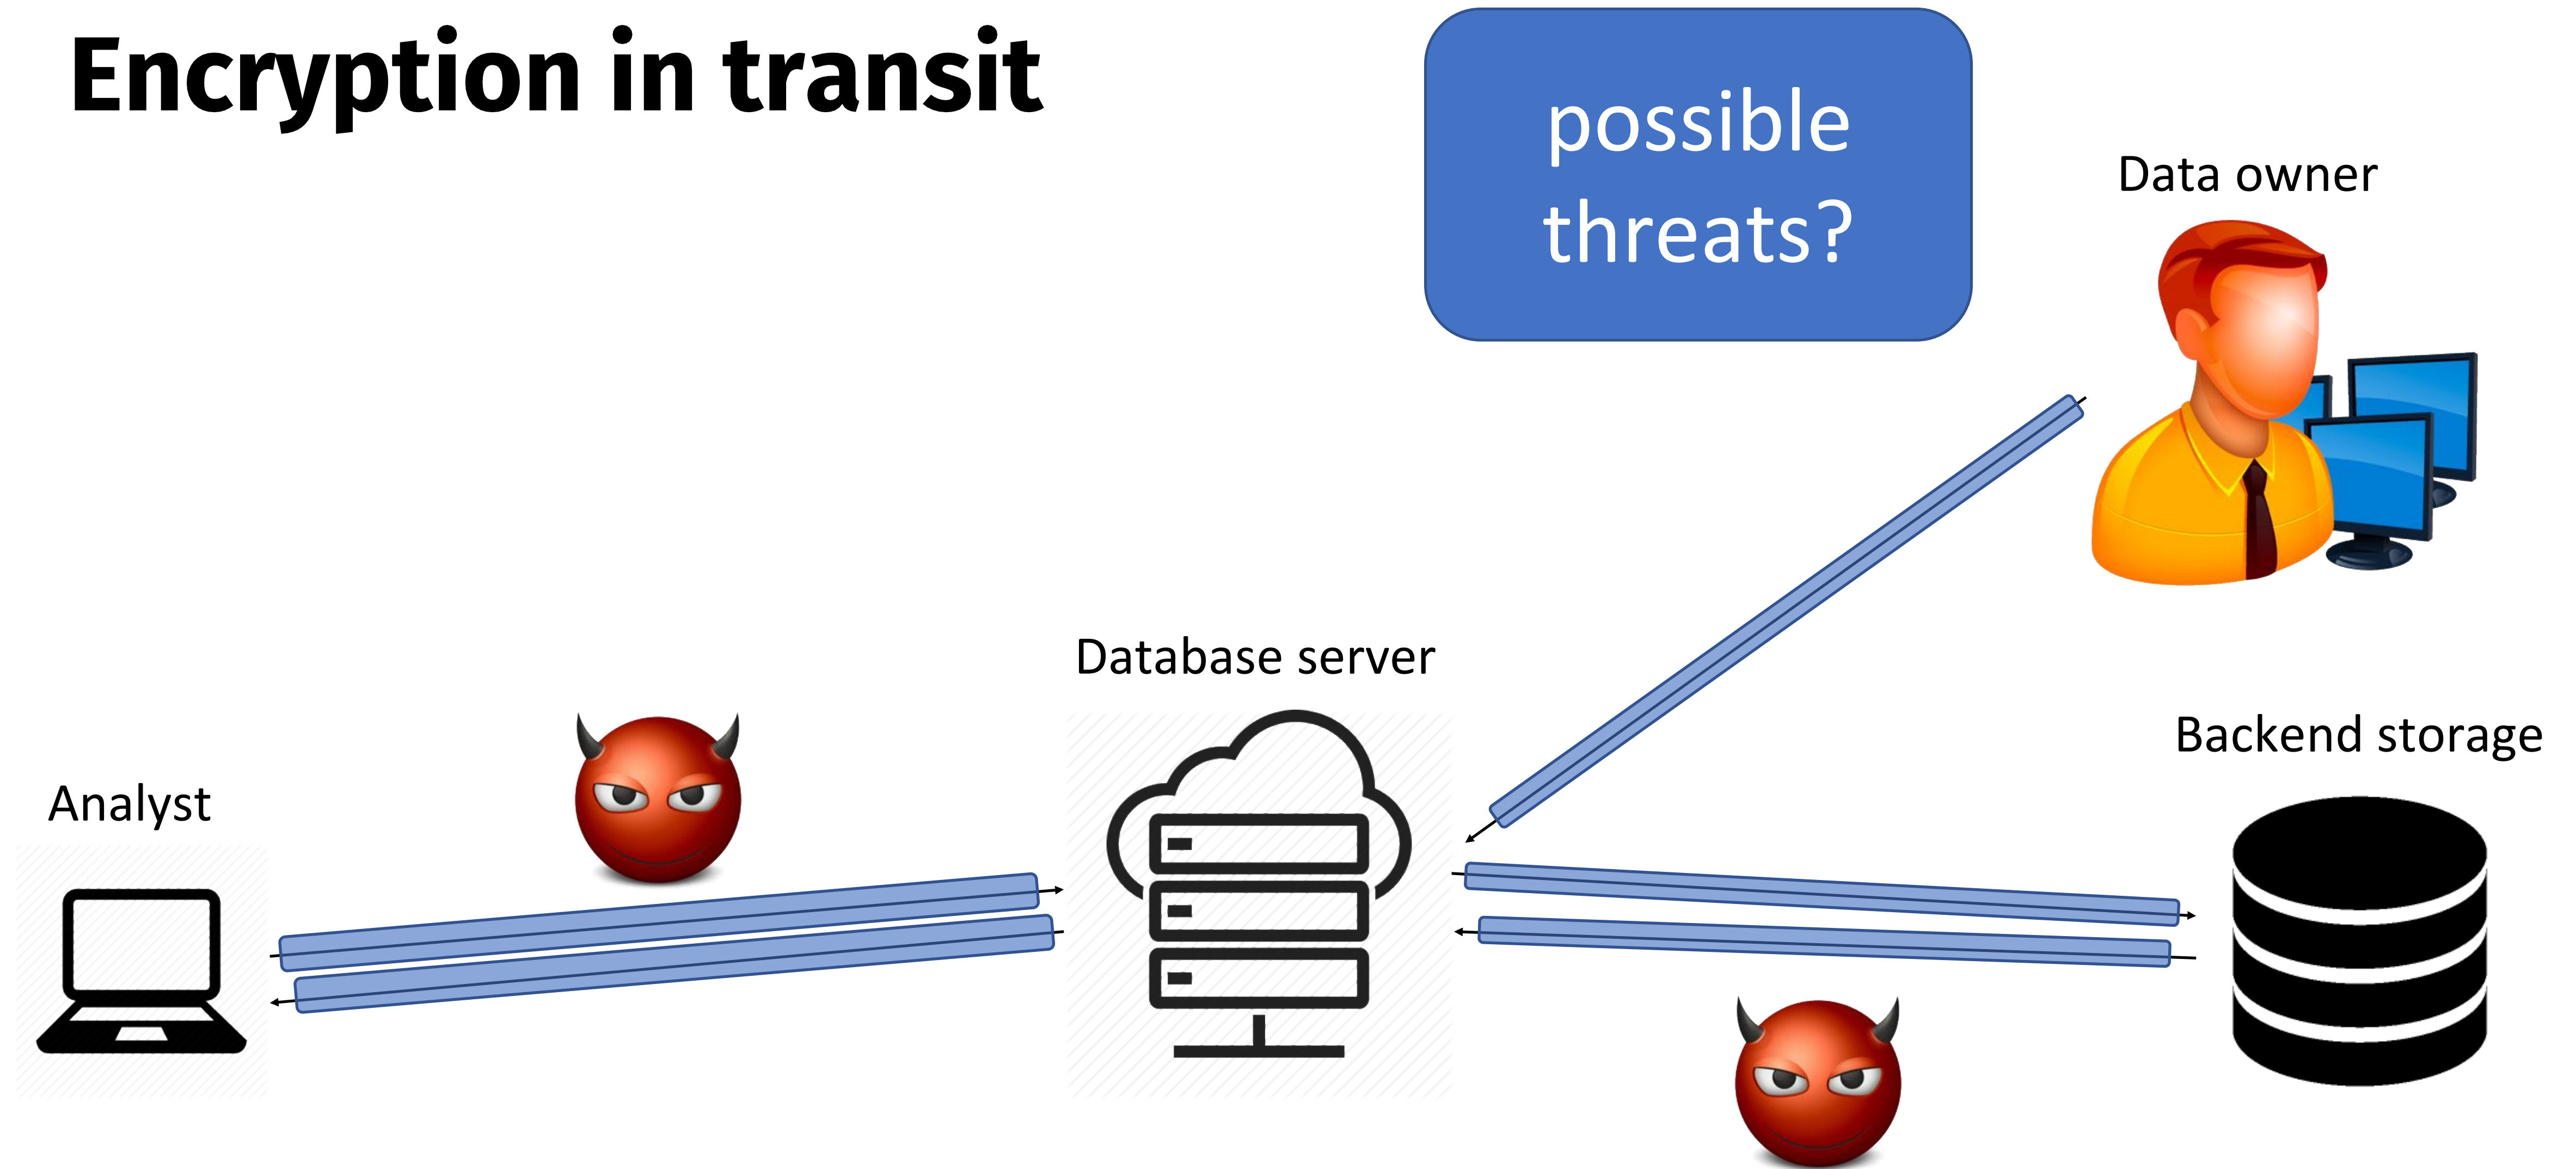 Encryption in transit
possible
threats?
Data owner
Database server
Backend storage
Analyst